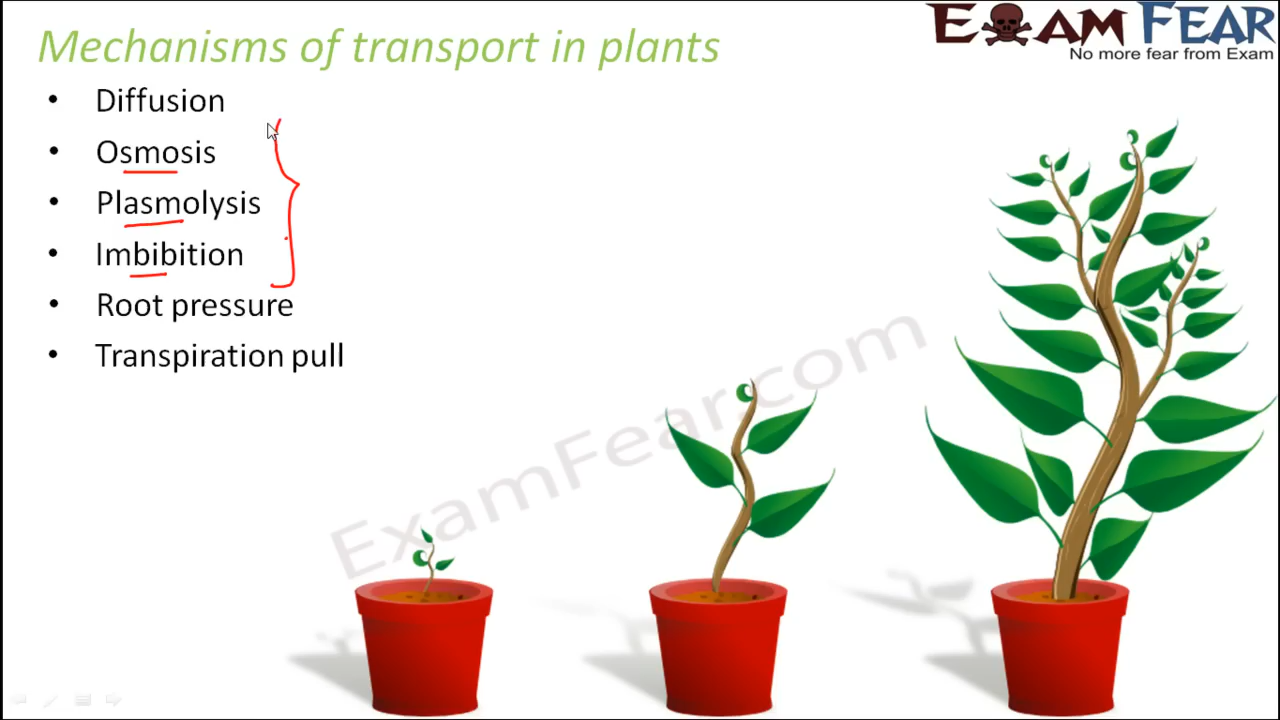 Mechanisms of transport in plants
EXAM FEAR
No more fear from Exam
• Diffusion
• Osmosis
• Plasmolysis
• Imbibition
• Root pressure
• Transpiration pull
ExamFear.com